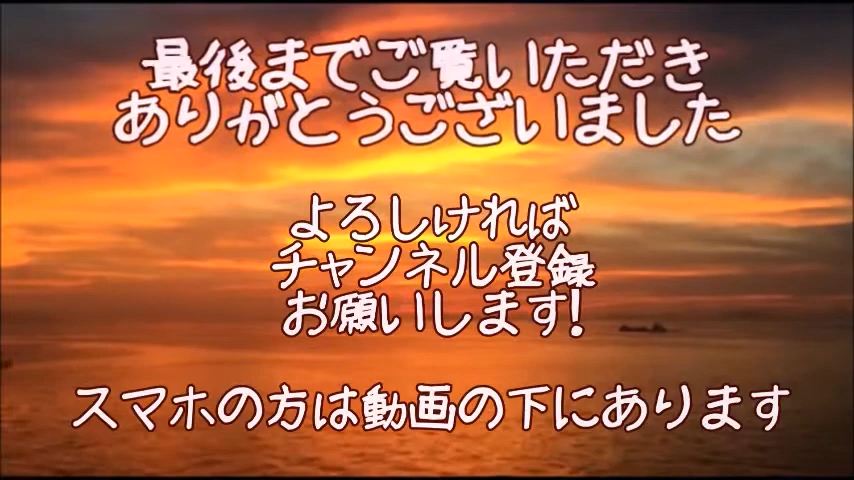 最後までご覧いただき
ありがとうございました
よろしければ
チャンネル登録
お願いします!
スマホの方は動画の下にあります